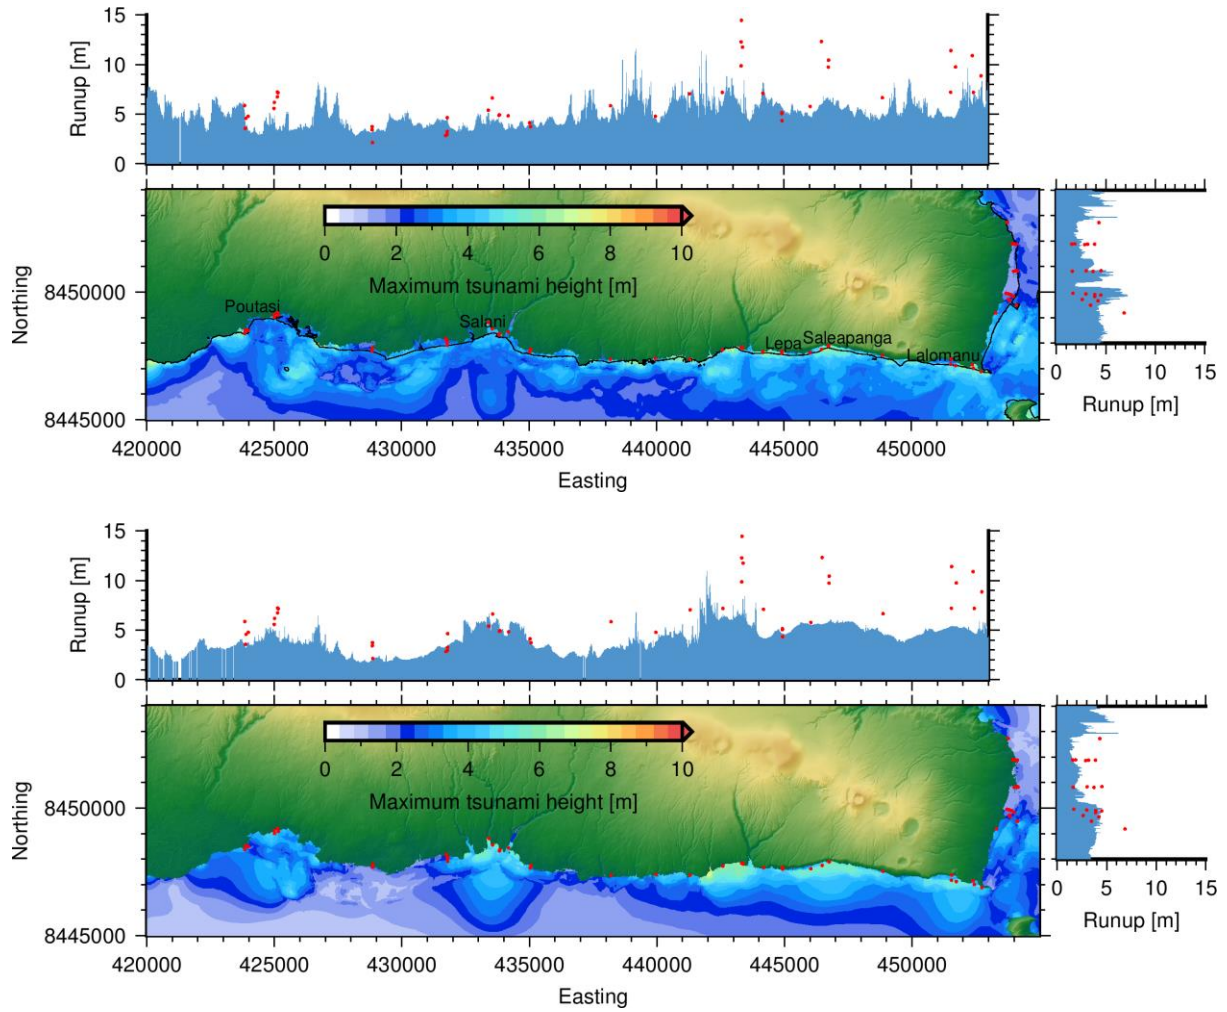 15
10
5
0
Runup [m]
0 2 4 6 8 10
Maximum tsunami height [m]
Poutasi
Salani
Lepa Saleapanga
Lalomanu
Northing
8450000
8445000
420000 425000 430000 435000 440000 445000 450000
Easting
0 5 10 15
Runup [m]
15
10
5
0
Runup [m]
0 2 4 6 8 10
Maximum tsunami height [m]
Northing
8450000
8445000
420000 425000 430000 435000 440000 445000 450000
Easting
0 5 10 15
Runup [m]